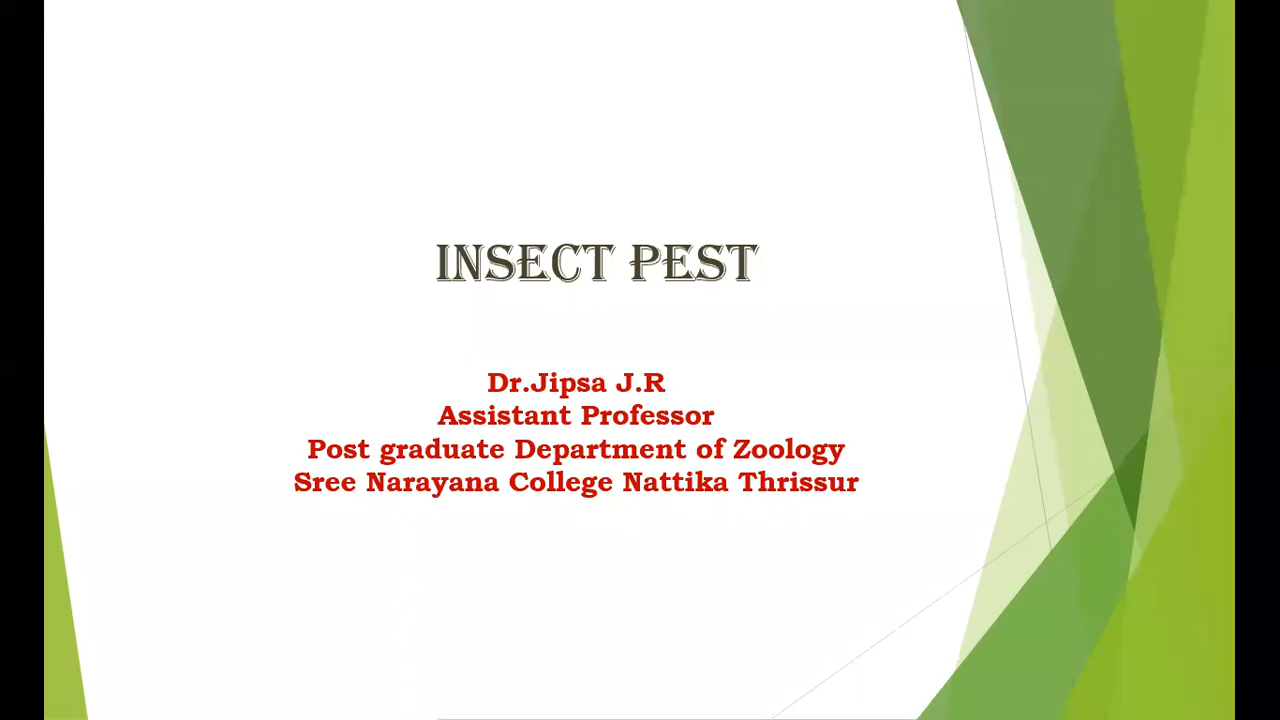 INSECT PEST
Dr.Jipsa J.R
Assistant Professor
Post graduate Department of Zoology
Sree Narayana College Nattika Thrissur